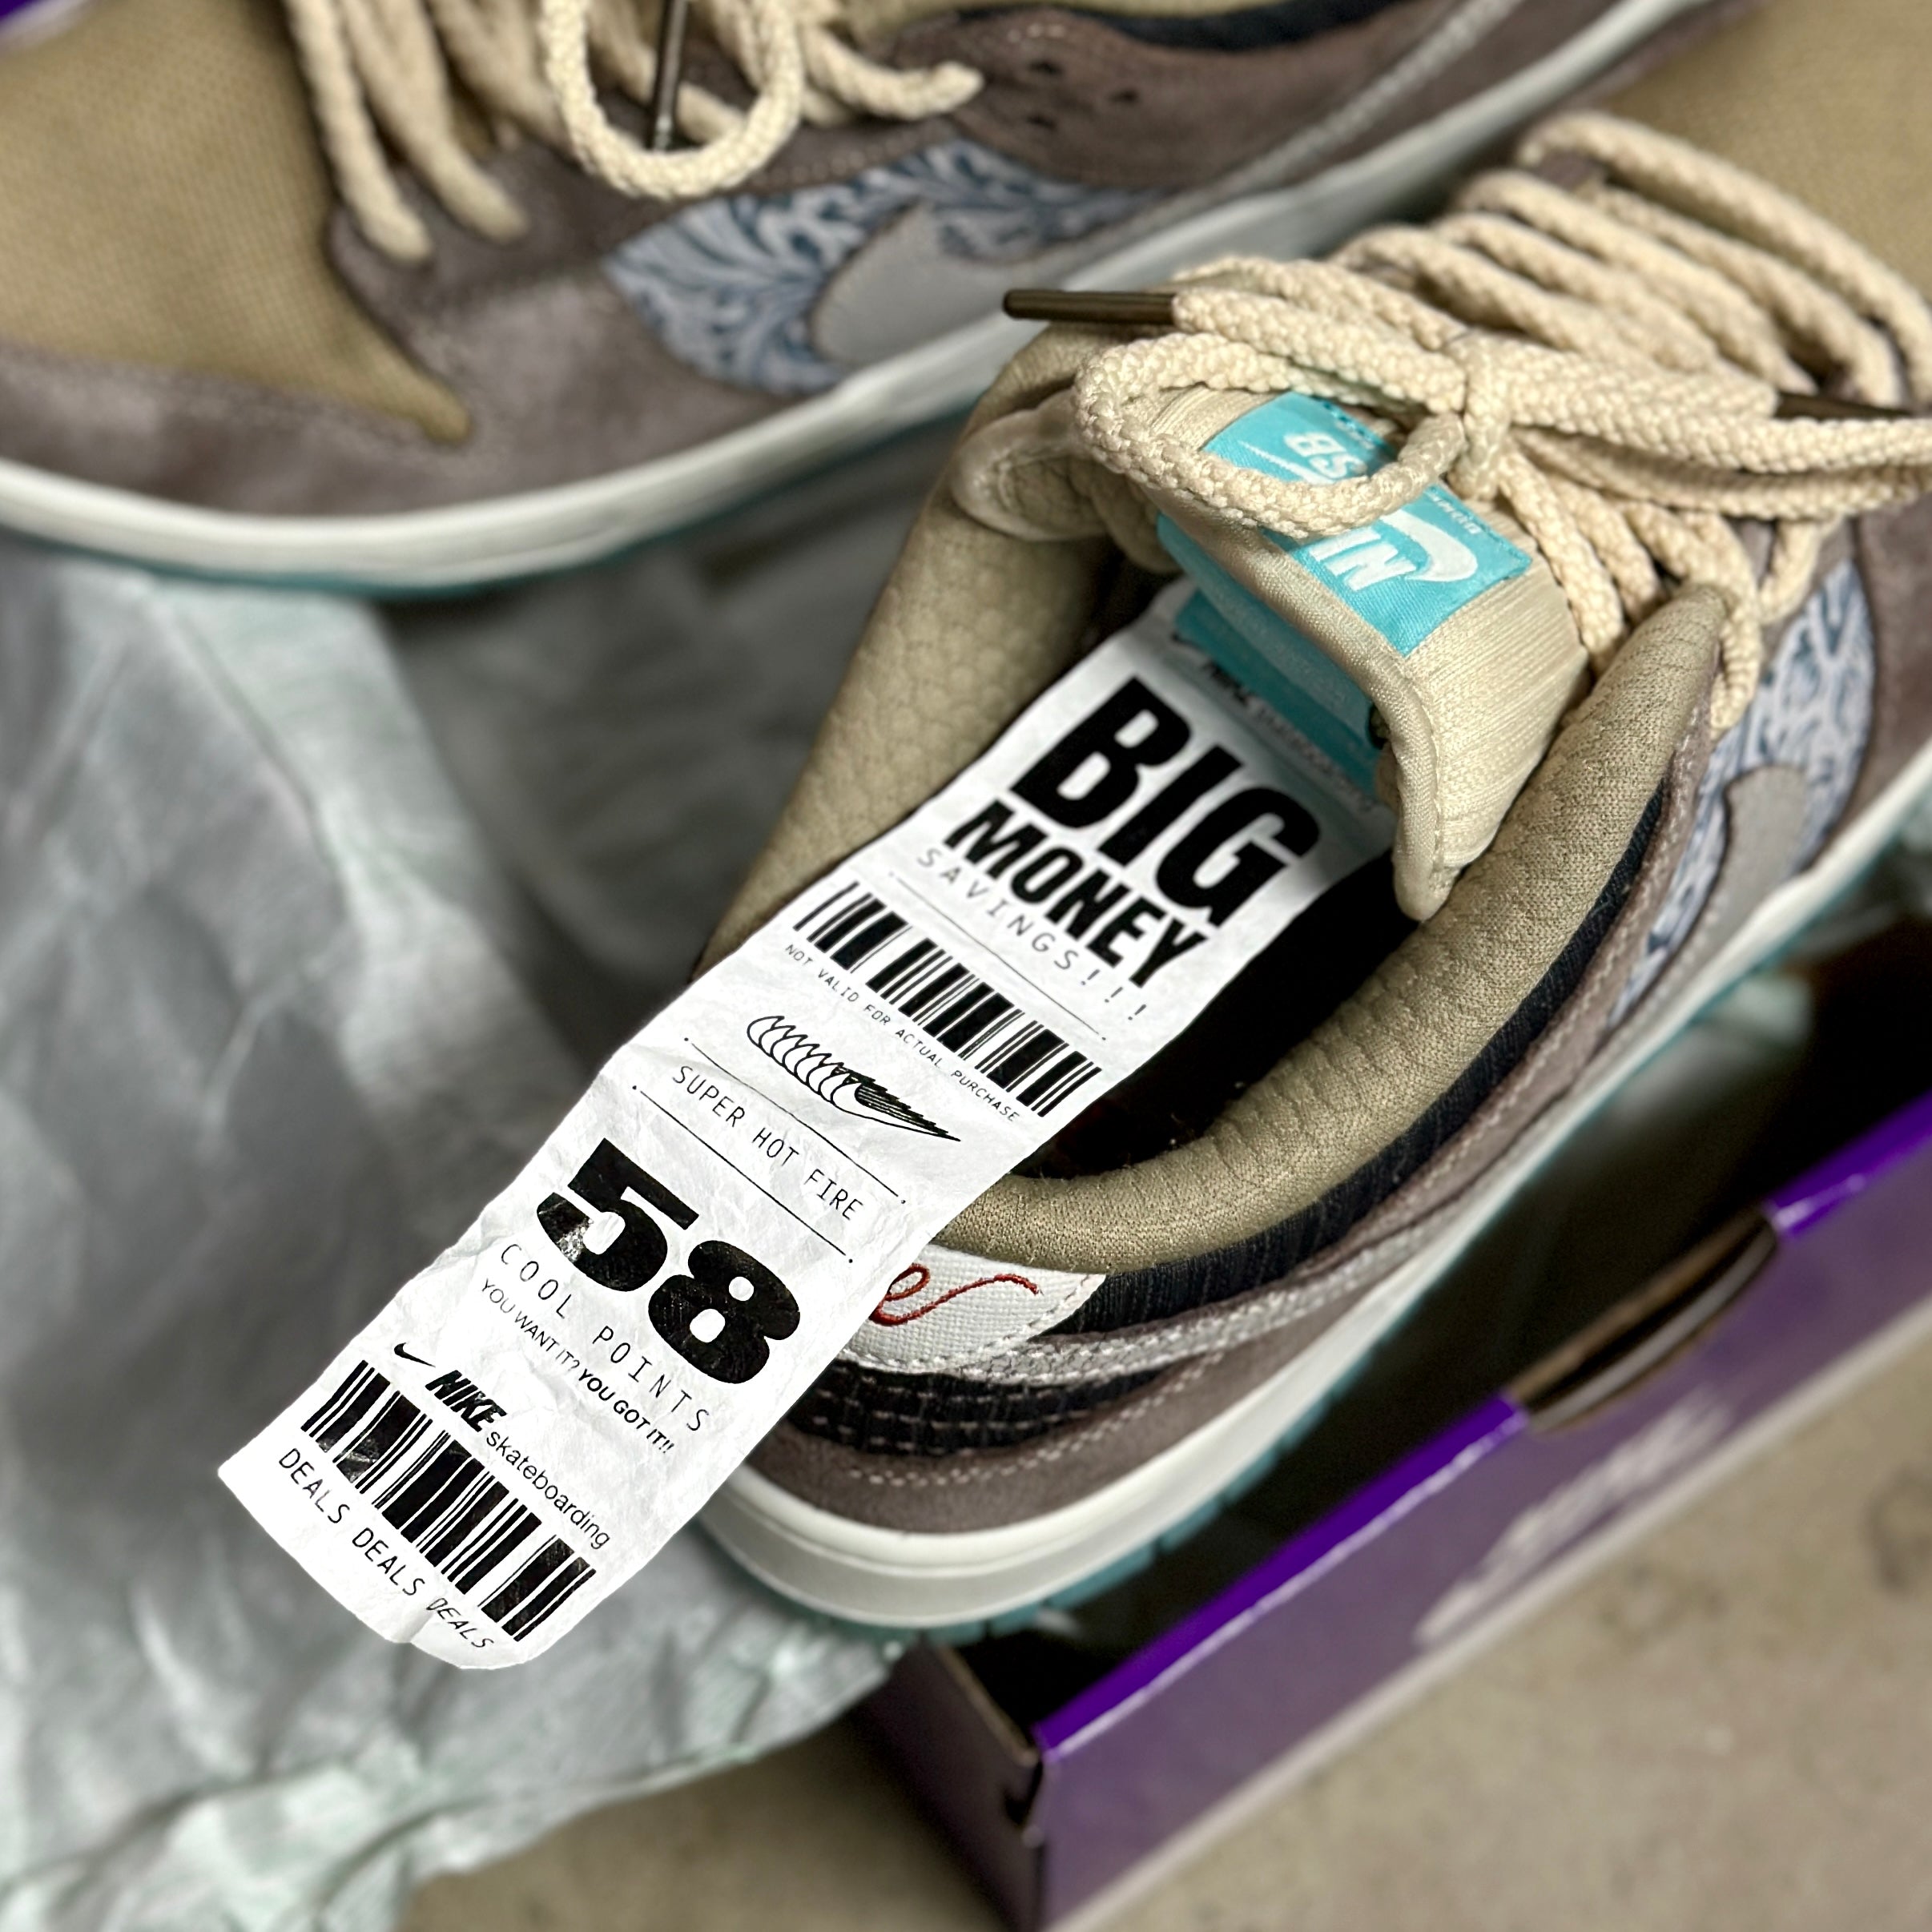 NIKE
SB
BIG
MONEY
SAVINGS!!!
NOT VALID FOR ACTUAL PURCHASE
SUPER HOT FIRE
58
COOL POINTS
YOU WANT IT? YOU GOT IT!!
NIKE skateboarding
DEALS DEALS DEALS